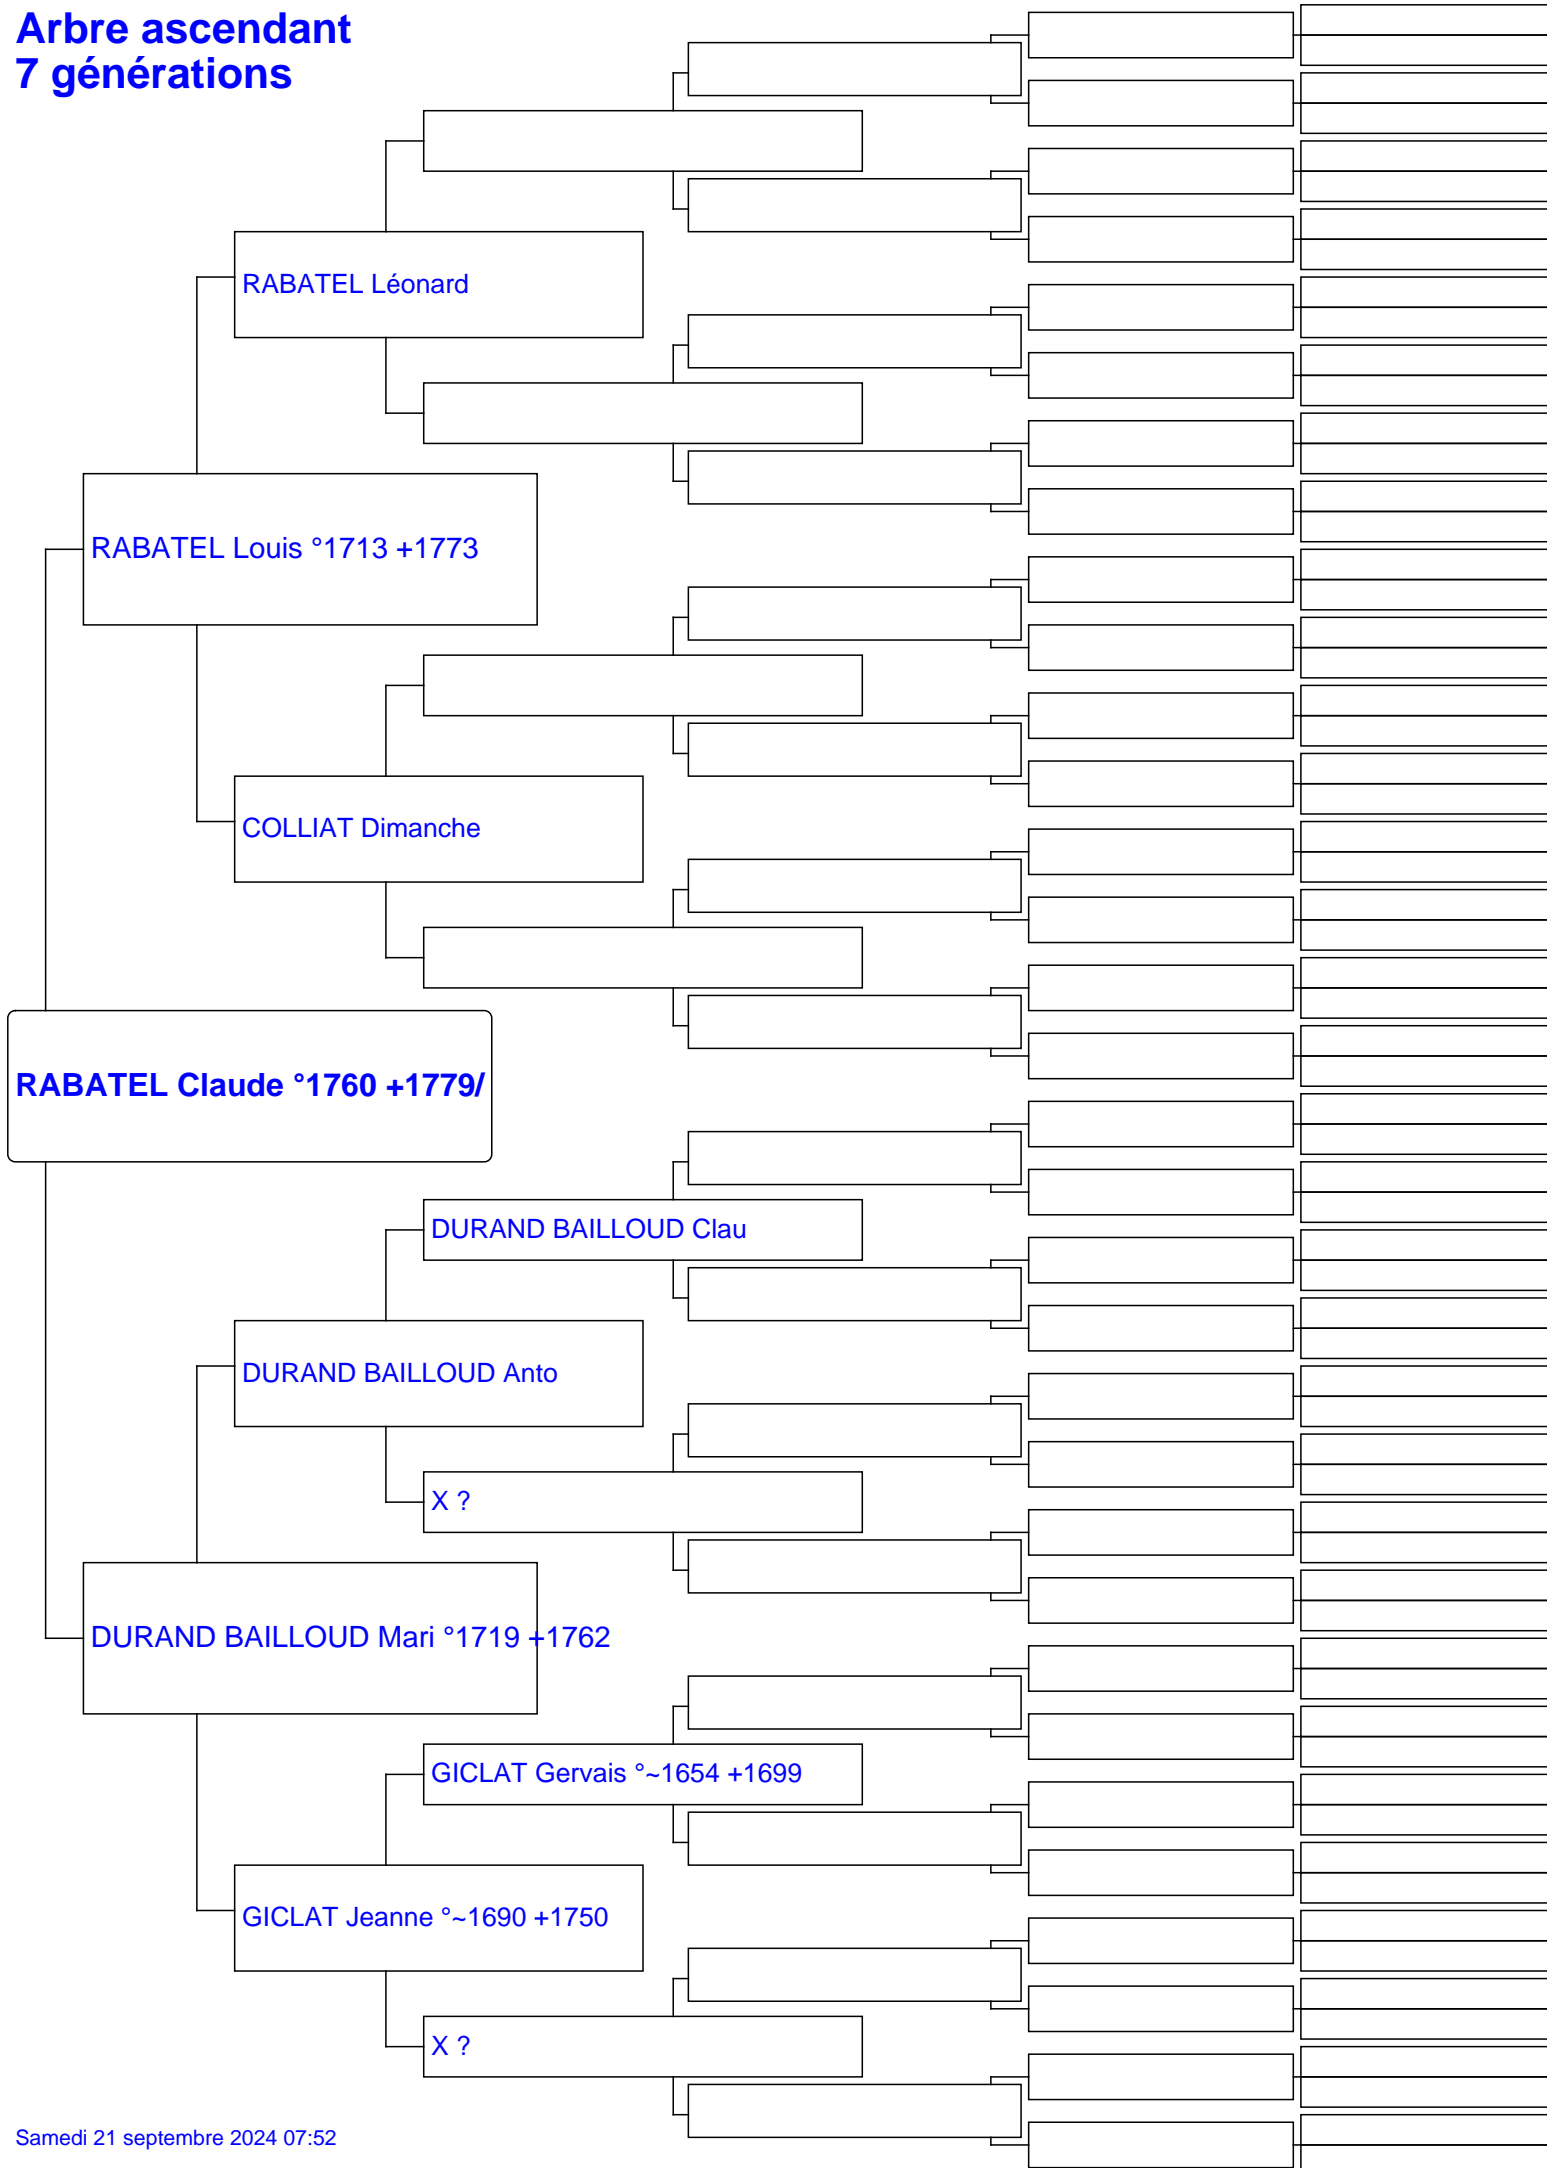 Arbre ascendant
7 générations
RABATEL Léonard
RABATEL Louis °1713 +1773
COLLIAT Dimanche
RABATEL Claude °1760 +1779/
DURAND BAILLOUD Clau
DURAND BAILLOUD Anto
X ?
DURAND BAILLOUD Mari °1719 +1762
GICLAT Gervais °~1654 +1699
GICLAT Jeanne °~1690 +1750
X ?
Samedi 21 septembre 2024 07:52